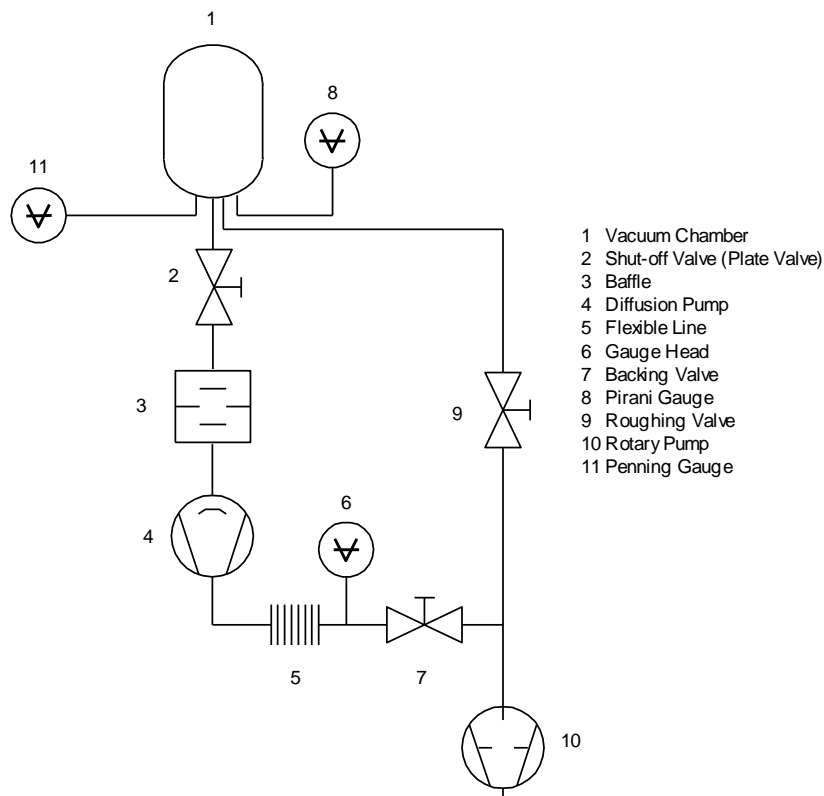 1
8
11
2
3
9
4
6
5
7
10
1 Vacuum Chamber
2 Shut-off Valve (Plate Valve)
3 Baffle
4 Diffusion Pump
5 Flexible Line
6 Gauge Head
7 Backing Valve
8 Pirani Gauge
9 Roughing Valve
10 Rotary Pump
11 Penning Gauge